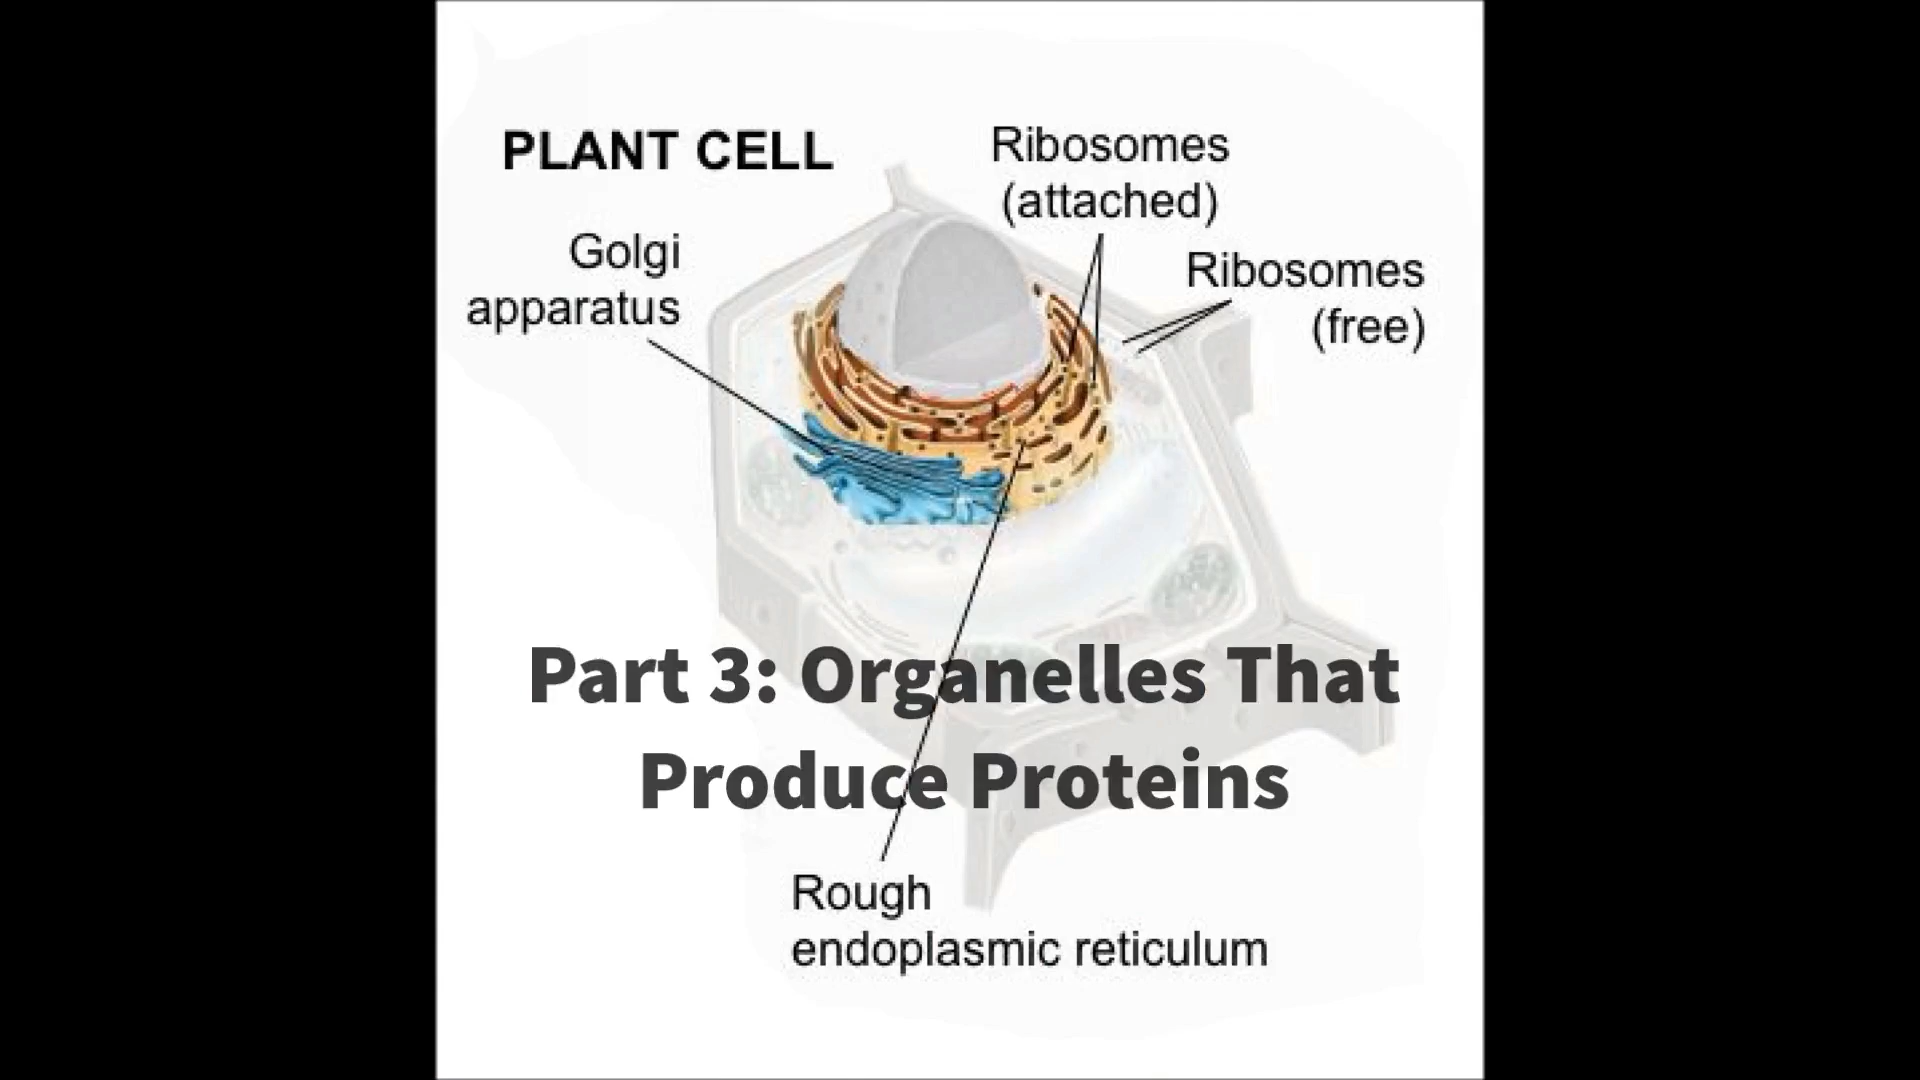 PLANT CELL
Ribosomes
(attached)
Golgi
apparatus
Ribosomes
(free)
Part 3: Organelles That
Produce Proteins
Rough
endoplasmic reticulum